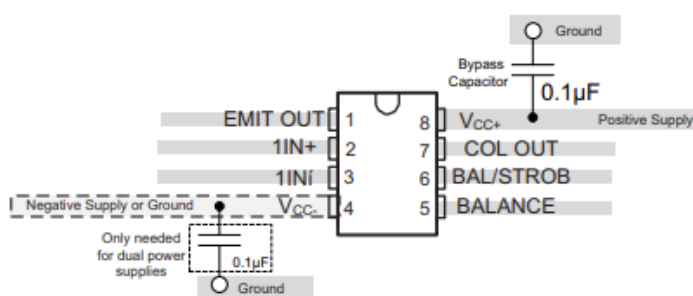 Ground
Bypass
Capacitor
0.1µF
EMIT OUT 1
8 VCC+ Positive Supply
1IN+ 2
7 COL OUT
1INí 3
6 BAL/STROB
Negative Supply or Ground VCC- 4
5 BALANCE
Only needed
for dual power
supplies
0.1µF
Ground